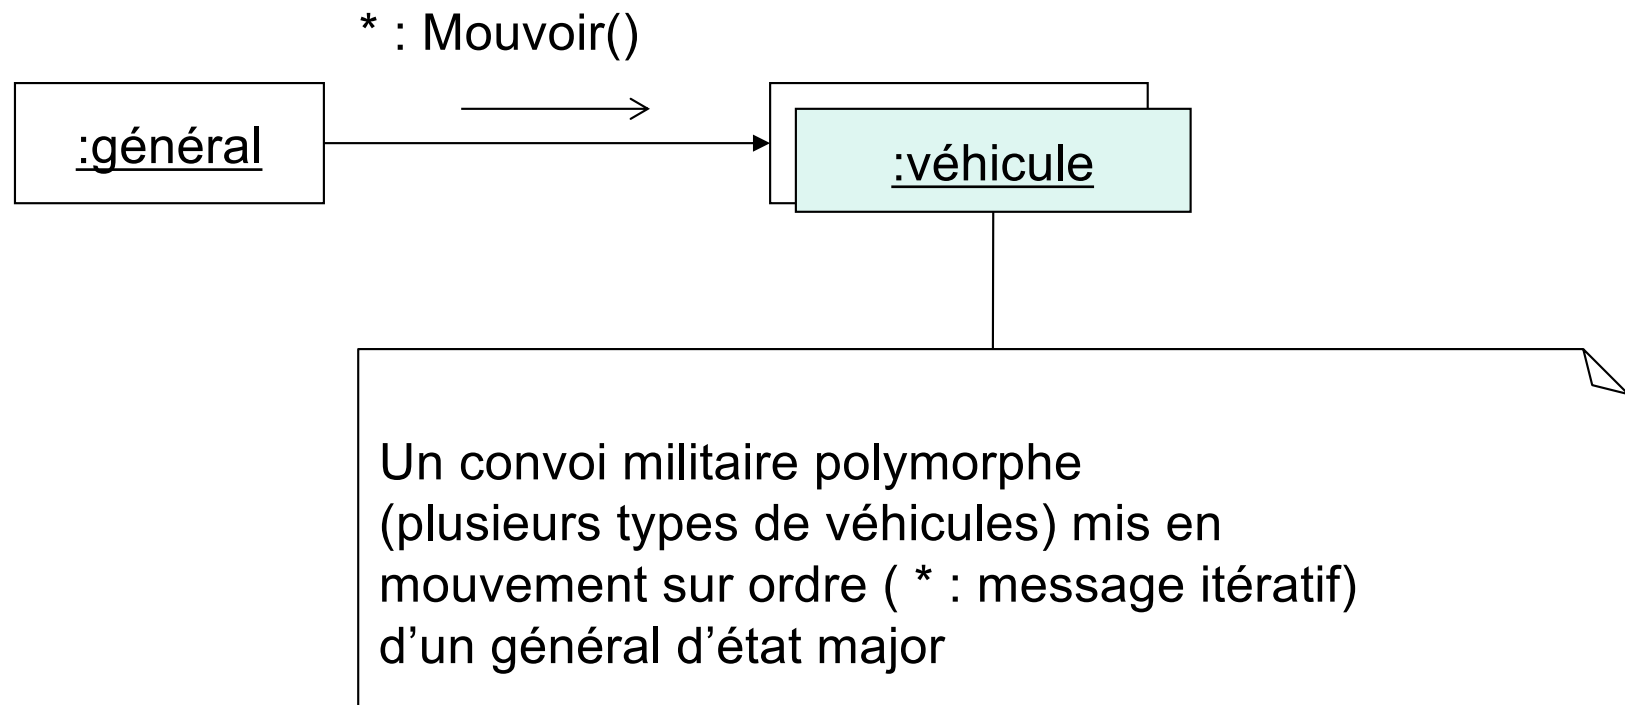 * : Mouvoir()
:général
:véhicule
Un convoi militaire polymorphe
(plusieurs types de véhicules) mis en
mouvement sur ordre ( * : message itératif)
d’un général d’état major